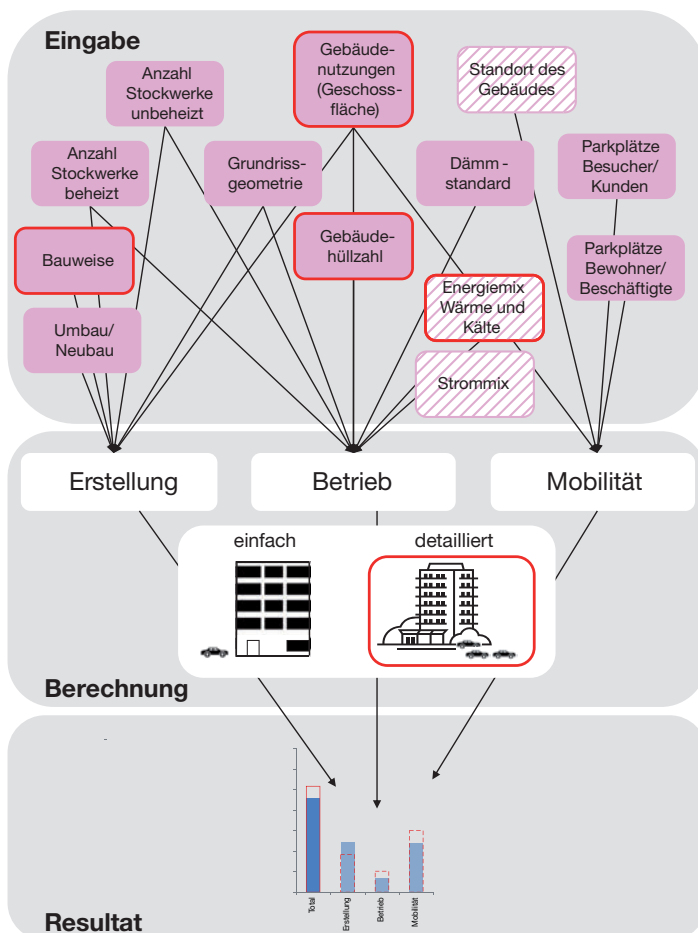 Eingabe
Anzahl
Stockwerke
unbeheizt
Gebäude-
nutzungen
(Geschoss-
fläche)
Standort des
Gebäudes
Anzahl
Stockwerke
beheizt
Grundriss-
geometrie
Dämm-
standard
Parkplätze
Besucher/
Kunden
Bauweise
Gebäude-
hüllzahl
Parkplätze
Bewohner/
Beschäftigte
Energiemix
Wärme und
Kälte
Umbau/
Neubau
Strommix
Erstellung
Betrieb
Mobilität
einfach
detailliert
Berechnung
Total
Erstellung
Betrieb
Mobilität
Resultat